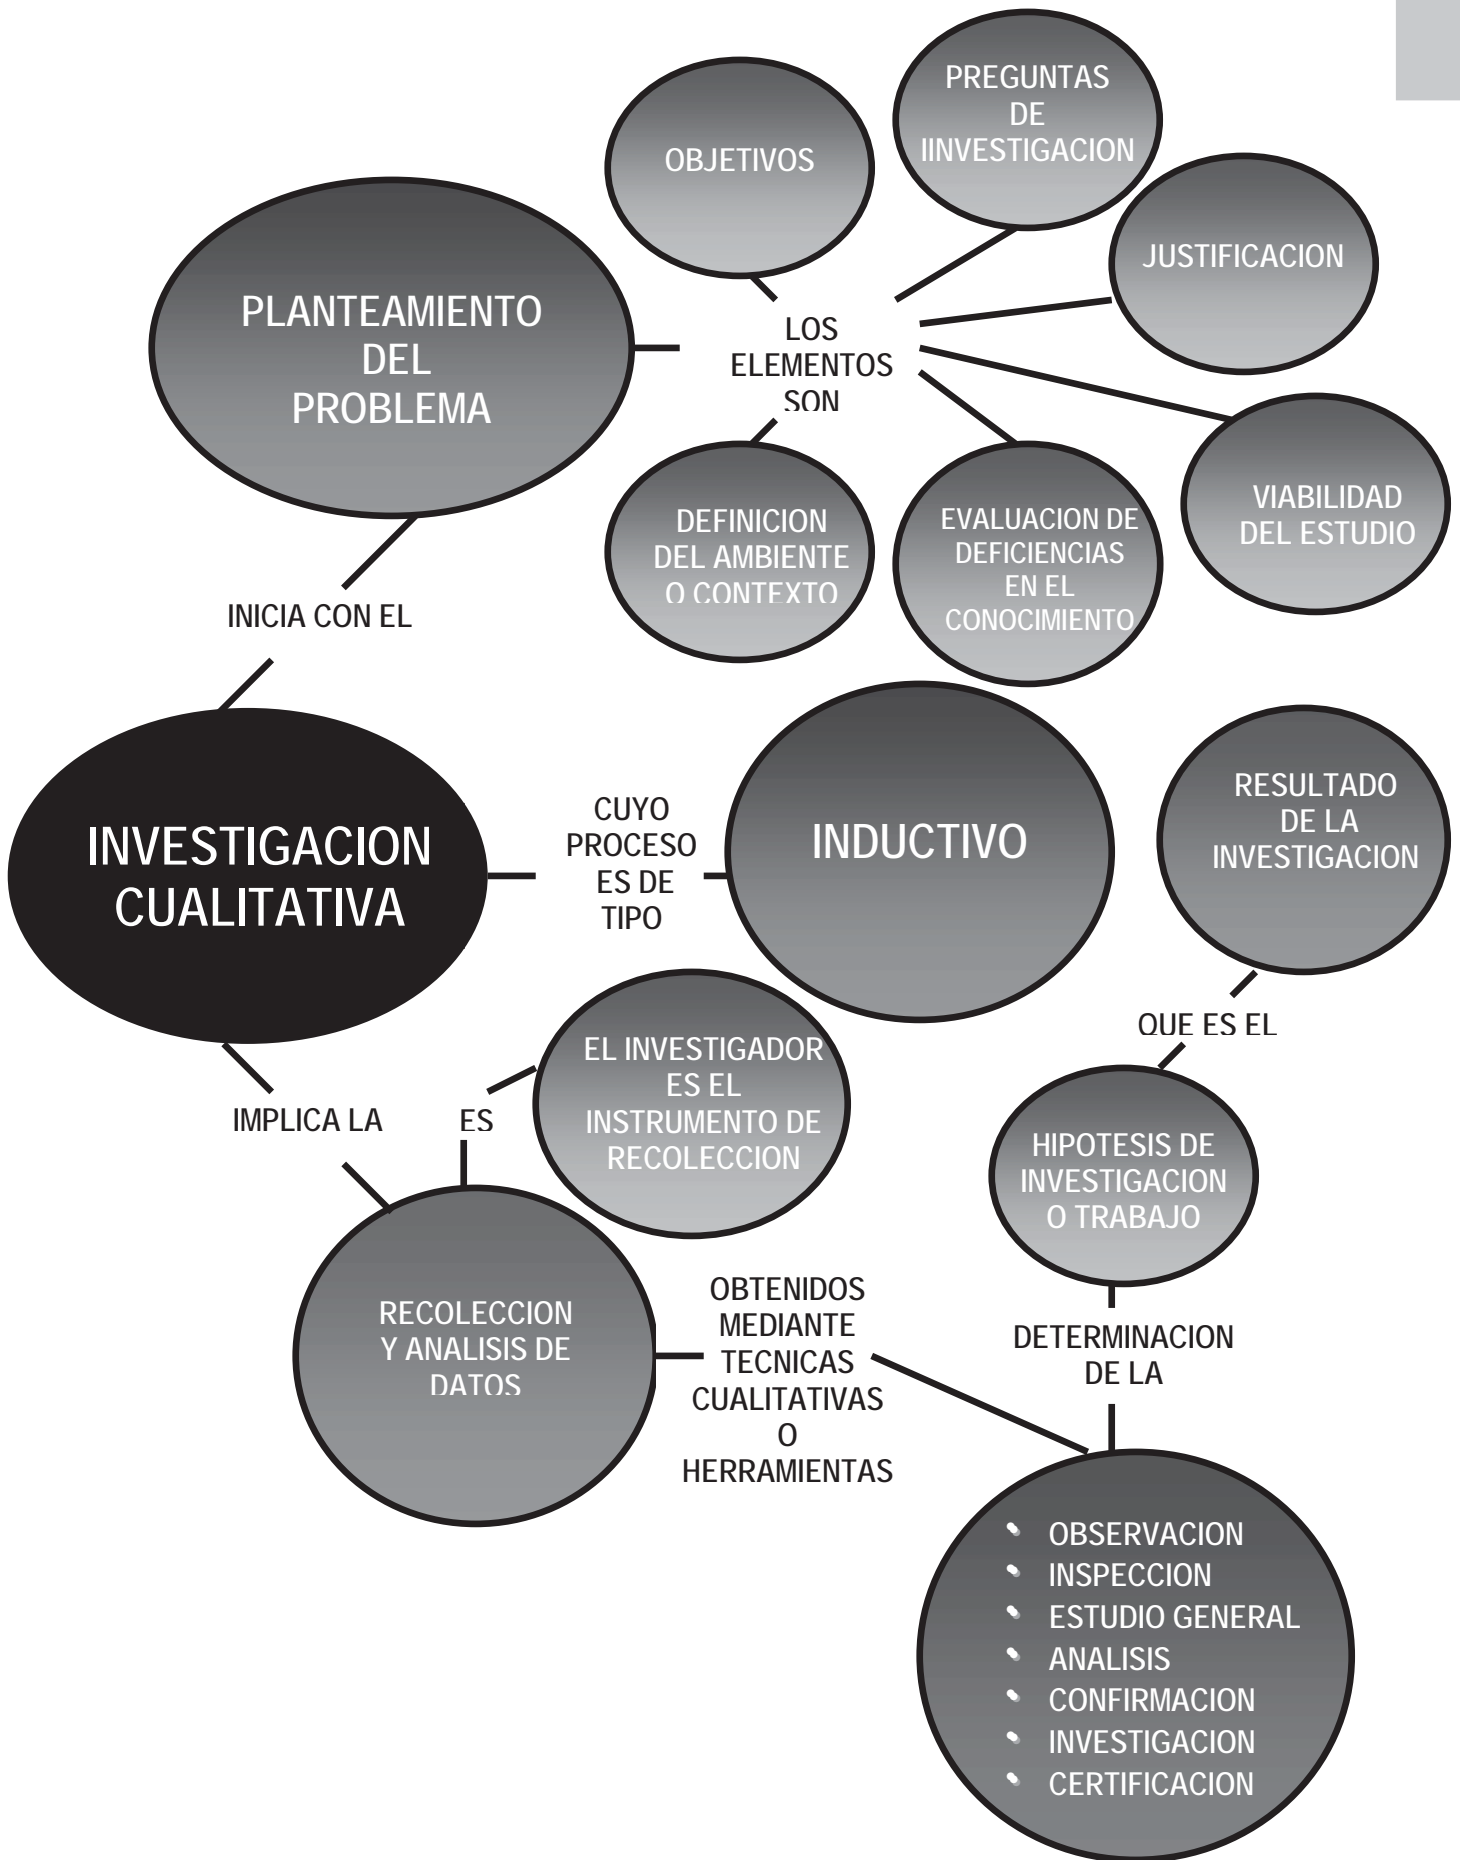 PREGUNTAS
DE
IINVESTIGACION
OBJETIVOS
JUSTIFICACION
PLANTEAMIENTO
DEL
PROBLEMA
LOS
ELEMENTOS
SON
VIABILIDAD
DEL ESTUDIO
DEFINICION
DEL AMBIENTE
O CONTEXTO
EVALUACION DE
DEFICIENCIAS
EN EL
CONOCIMIENTO
INICIA CON EL
INVESTIGACION
CUALITATIVA
CUYO
PROCESO
ES DE
TIPO
INDUCTIVO
RESULTADO
DE LA
INVESTIGACION
QUE ES EL
EL INVESTIGADOR
ES EL
INSTRUMENTO DE
RECOLECCION
IMPLICA LA
ES
HIPOTESIS DE
INVESTIGACION
O TRABAJO
RECOLECCION
Y ANALISIS DE
DATOS
OBTENIDOS
MEDIANTE
TECNICAS
CUALITATIVAS
O
HERRAMIENTAS
DETERMINACION
DE LA
• OBSERVACION
• INSPECCION
• ESTUDIO GENERAL
• ANALISIS
• CONFIRMACION
• INVESTIGACION
• CERTIFICACION